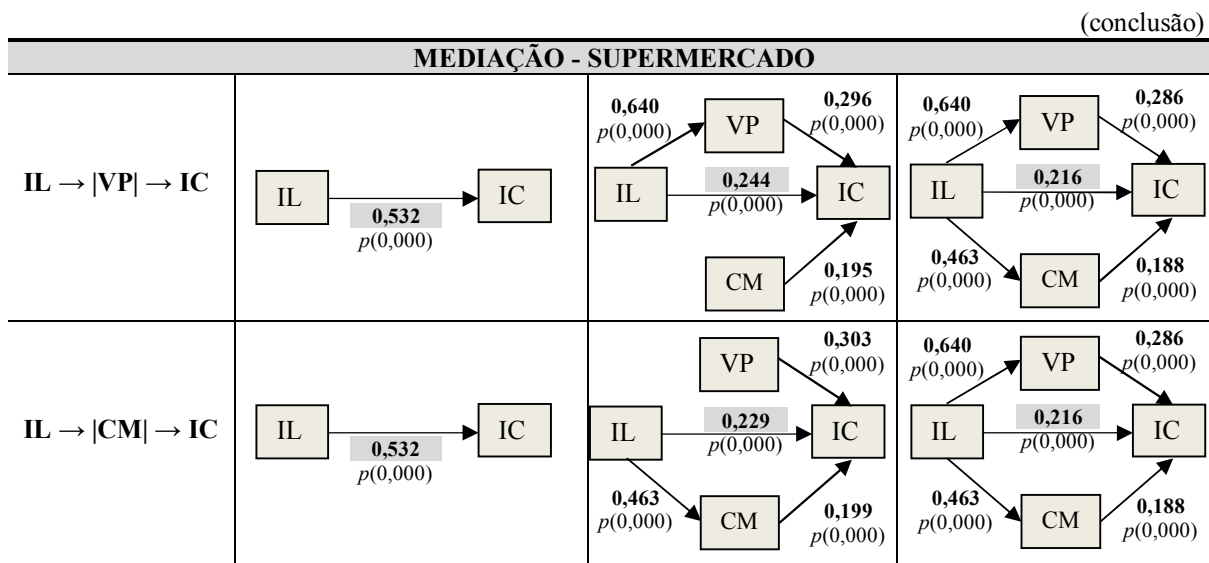 (conclusão)
MEDIAÇÃO - SUPERMERCADO
IL → |VP| → IC
IL
0,532
p(0,000)
IC
0,640
p(0,000)
VP
0,296
p(0,000)
IL
0,244
p(0,000)
IC
CM
0,195
p(0,000)
0,640
p(0,000)
VP
0,286
p(0,000)
IL
0,216
p(0,000)
IC
0,463
p(0,000)
CM
0,188
p(0,000)
IL → |CM| → IC
IL
0,532
p(0,000)
IC
VP
0,303
p(0,000)
IL
0,229
p(0,000)
IC
0,463
p(0,000)
CM
0,199
p(0,000)
0,640
p(0,000)
VP
0,286
p(0,000)
IL
0,216
p(0,000)
IC
0,463
p(0,000)
CM
0,188
p(0,000)